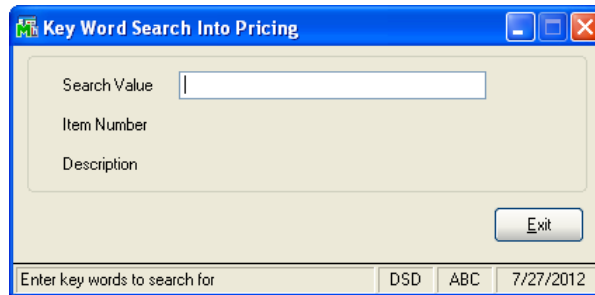 Key Word Search Into Pricing
Search Value
Item Number
Description
Exit
Enter key words to search for DSD ABC 7/27/2012